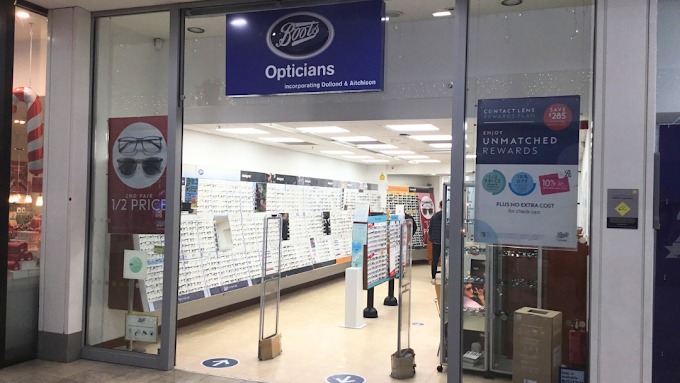 Boots
Opticians
incorporating Dollond & Aitchison
2ND PAIR
1/2 PRICE
CONTACT LENS
REWARDS PLAN
SAVE
£285
ENJOY
UNMATCHED
REWARDS
10%
PLUS NO EXTRA COST
for check-ups